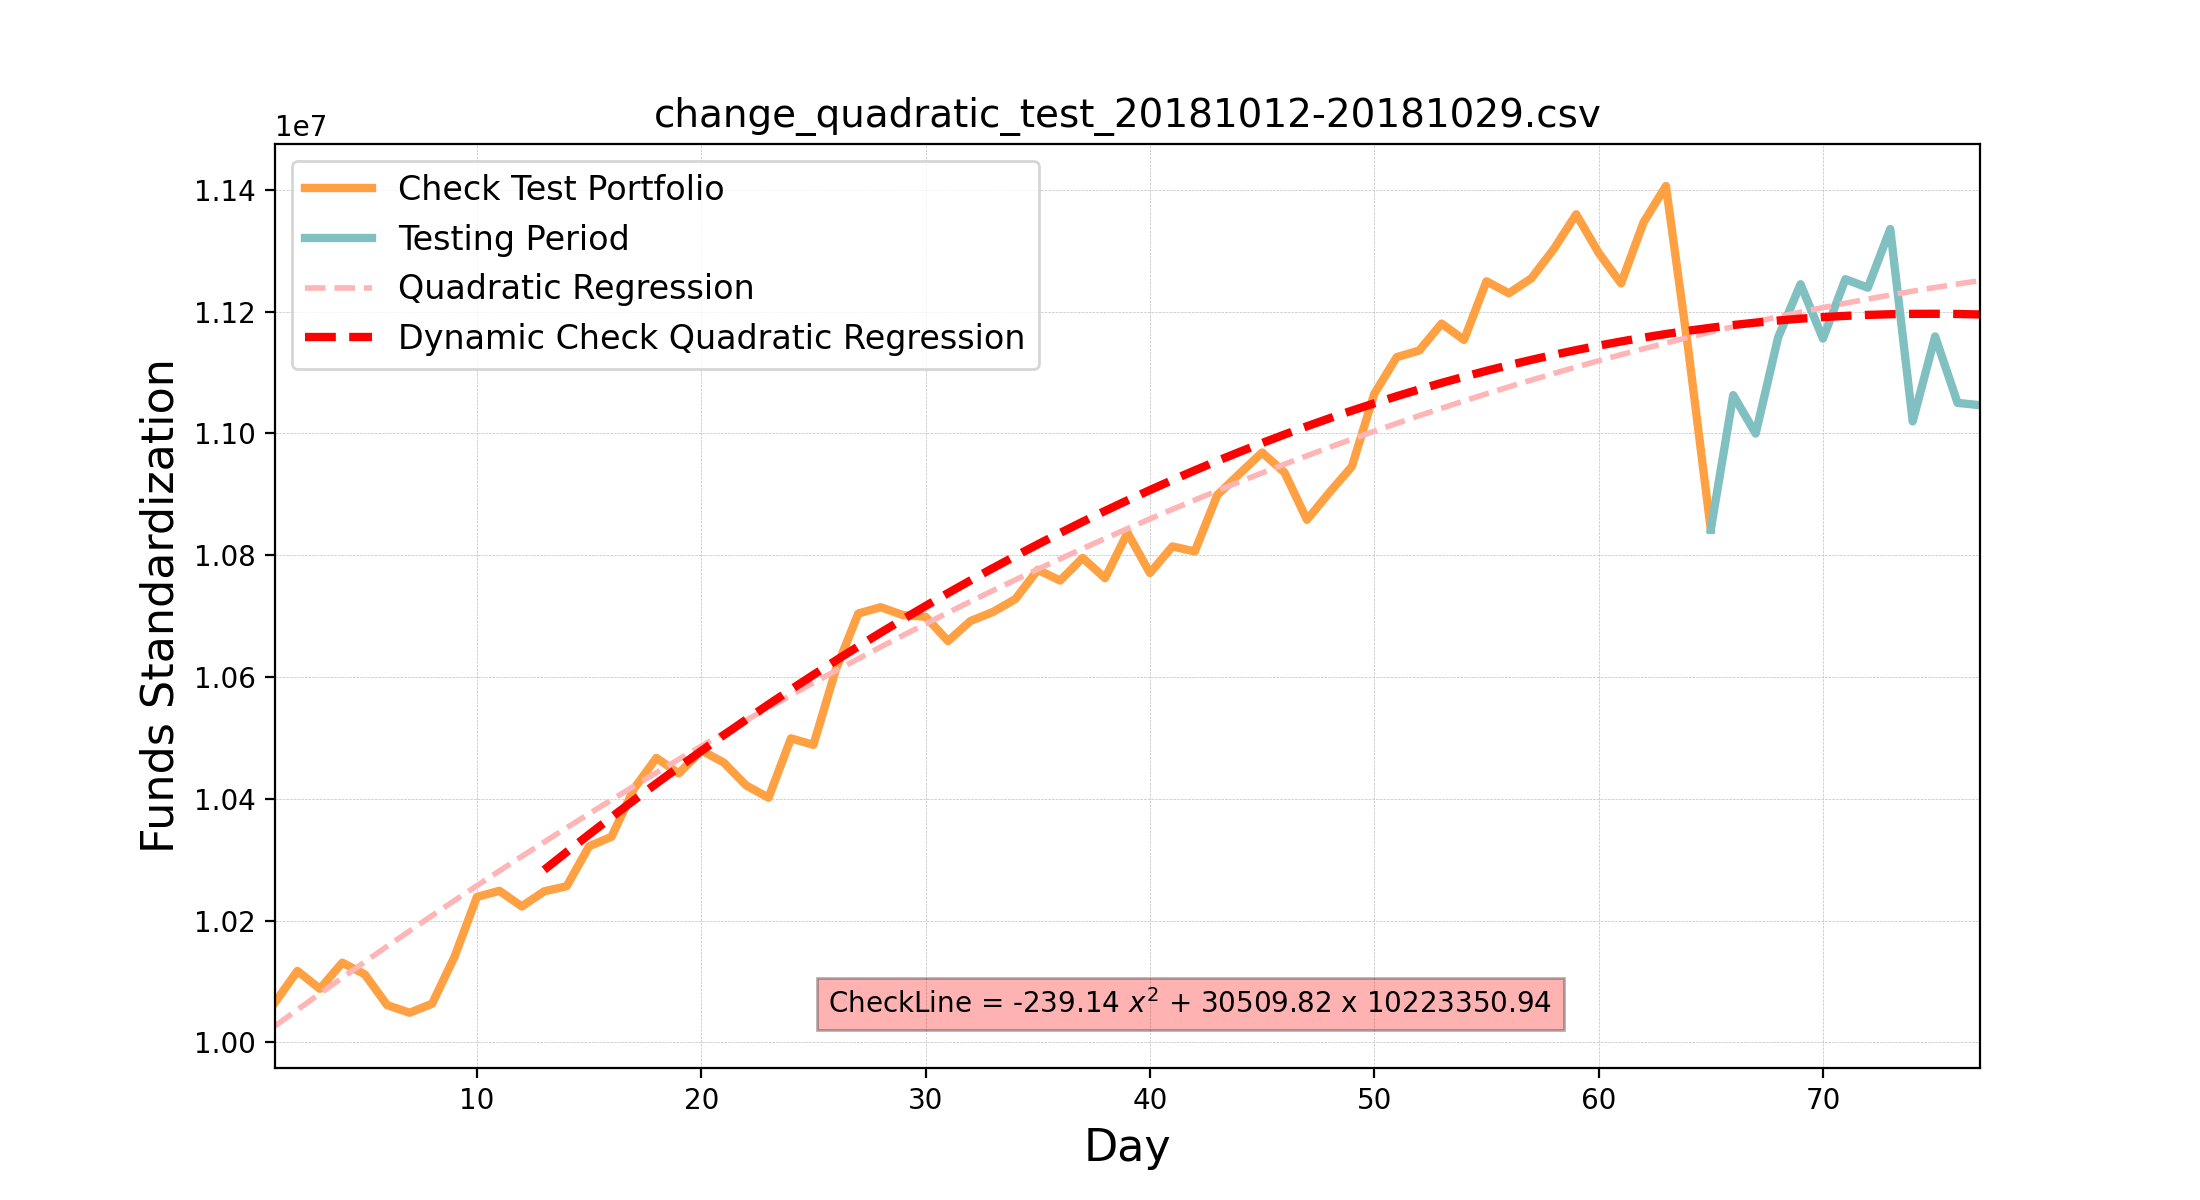 change_quadratic_test_20181012-20181029.csv
1e7
Check Test Portfolio
Testing Period
Quadratic Regression
Dynamic Check Quadratic Regression
1.14
1.12
1.10
1.08
1.06
1.04
1.02
1.00
Funds Standardization
CheckLine = -239.14 x² + 30509.82 x 10223350.94
10 20 30 40 50 60 70
Day